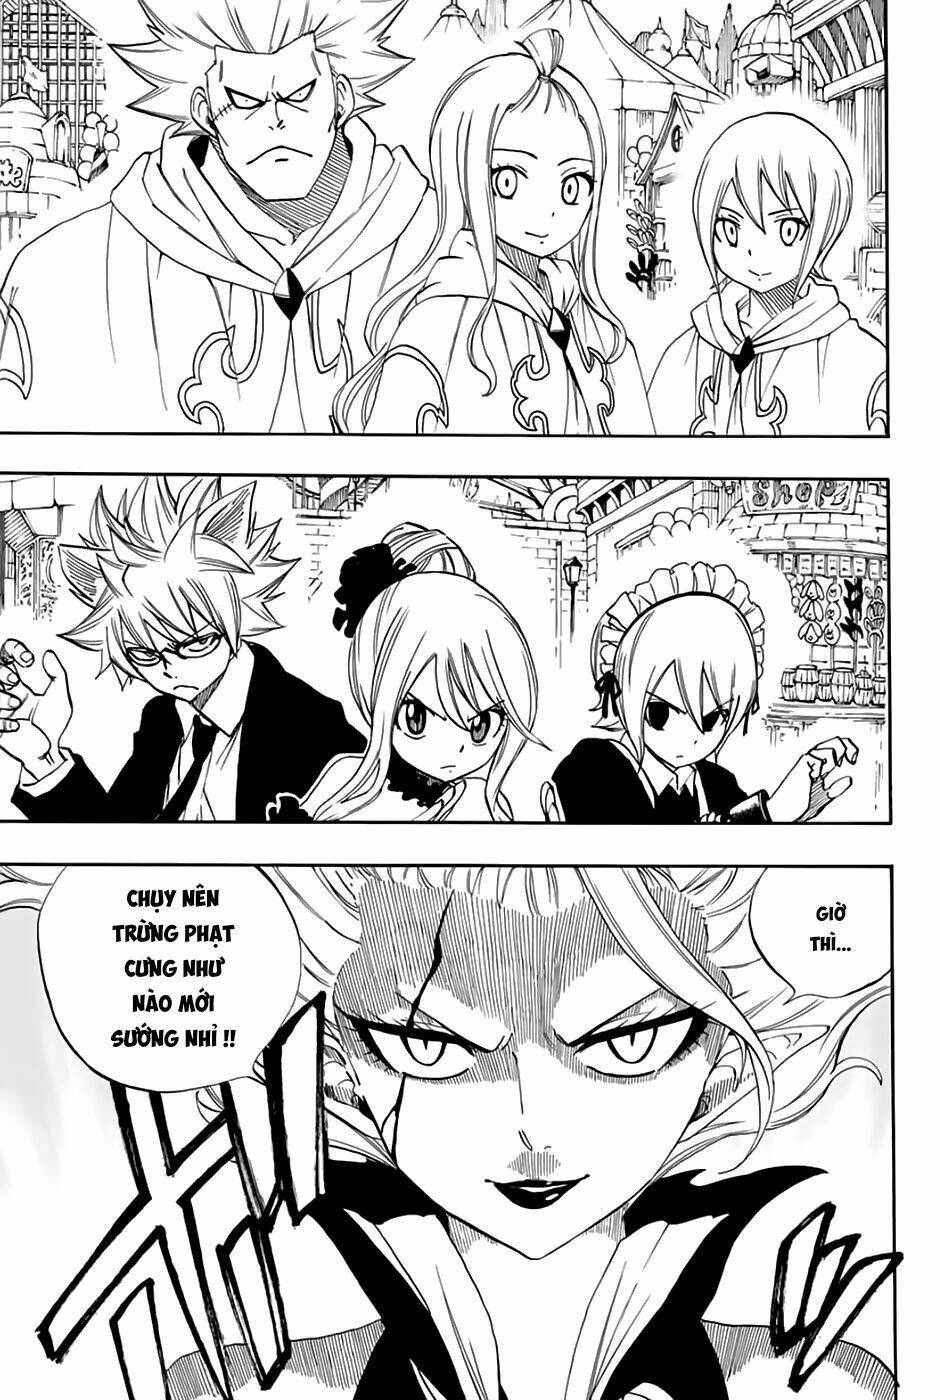 Shop
GIỜ
THÌ...
CHỤY NÊN
TRỪNG PHẠT
CƯNG NHƯ
NÀO MỚI
SƯỚNG NHỈ !!